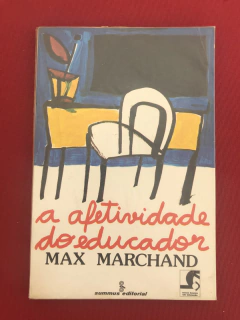 a afetividade
do educador
MAX MARCHAND
summus editorial